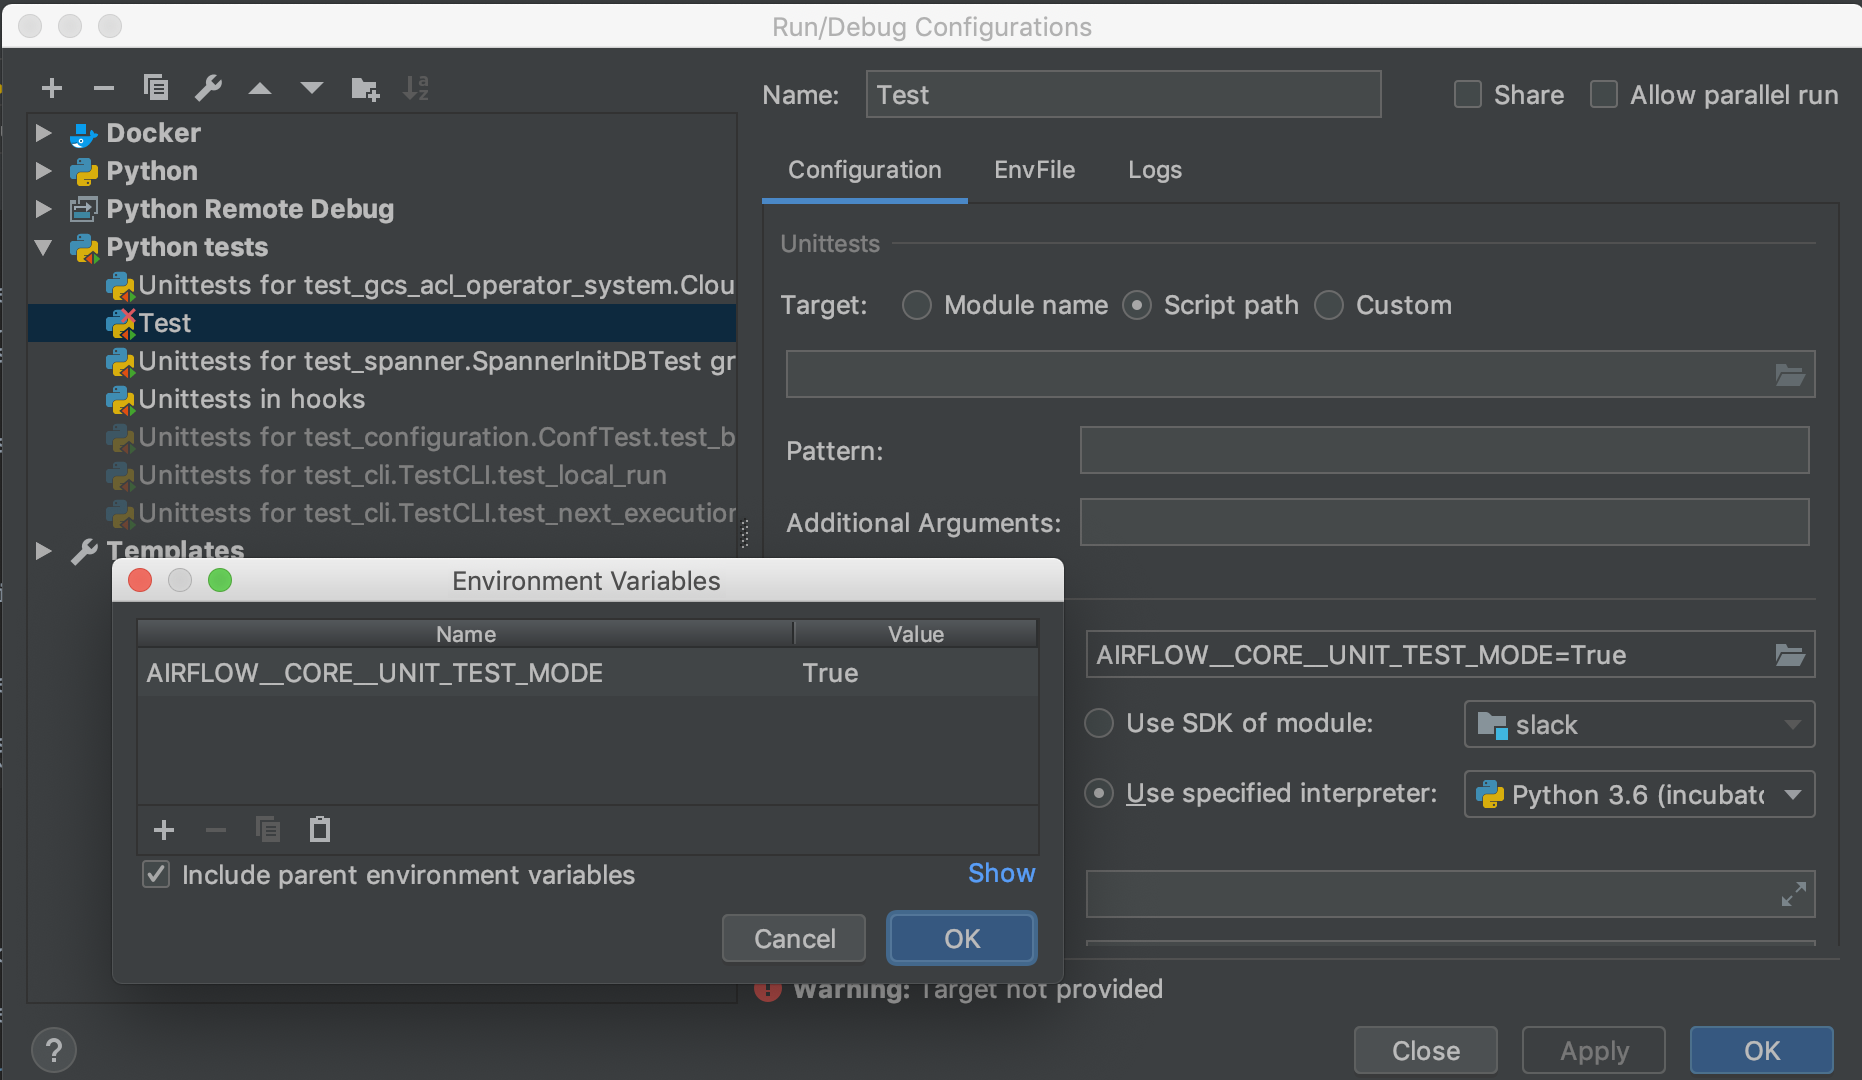 Run/Debug Configurations
Docker
Python
Python Remote Debug
Python tests
Unittests for test_gcs_acl_operator_system.Clou
Test
Unittests for test_spanner.SpannerInitDBTest gr
Unittests in hooks
Unittests for test_configuration.ConfTest.test_b
Unittests for test_cli.TestCLI.test_local_run
Unittests for test_cli.TestCLI.test_next_execution
Templates
Name: Test Share Allow parallel run
Configuration EnvFile Logs
Unittests
Target: Module name Script path Custom
Pattern:
Additional Arguments:
AIRFLOW__CORE__UNIT_TEST_MODE=True
Use SDK of module: slack
Use specified interpreter: Python 3.6 (incubato
Warning: Target not provided
? Close Apply OK
Environment Variables
Name Value
AIRFLOW__CORE__UNIT_TEST_MODE True
Include parent environment variables Show
Cancel OK